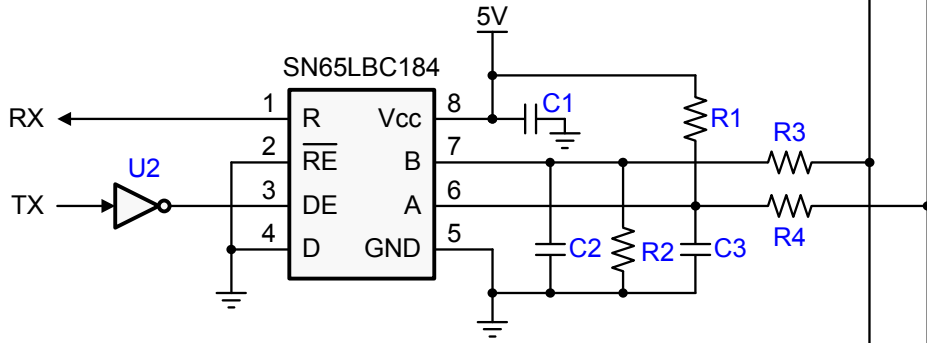 5V
SN65LBC184
RX 1 R Vcc 8 C1 R1
2 RE B 7 R3
U2
TX 3 DE A 6
R4
4 D GND 5 C2 R2 C3